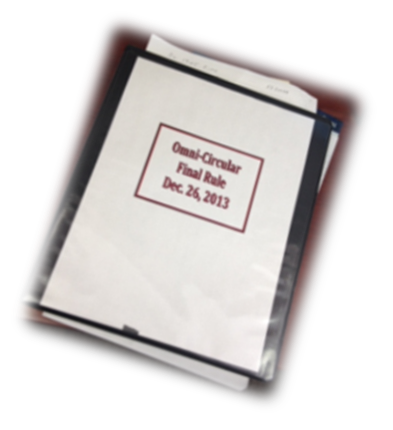 Omni-Circular
Final Rule
Dec. 26, 2013